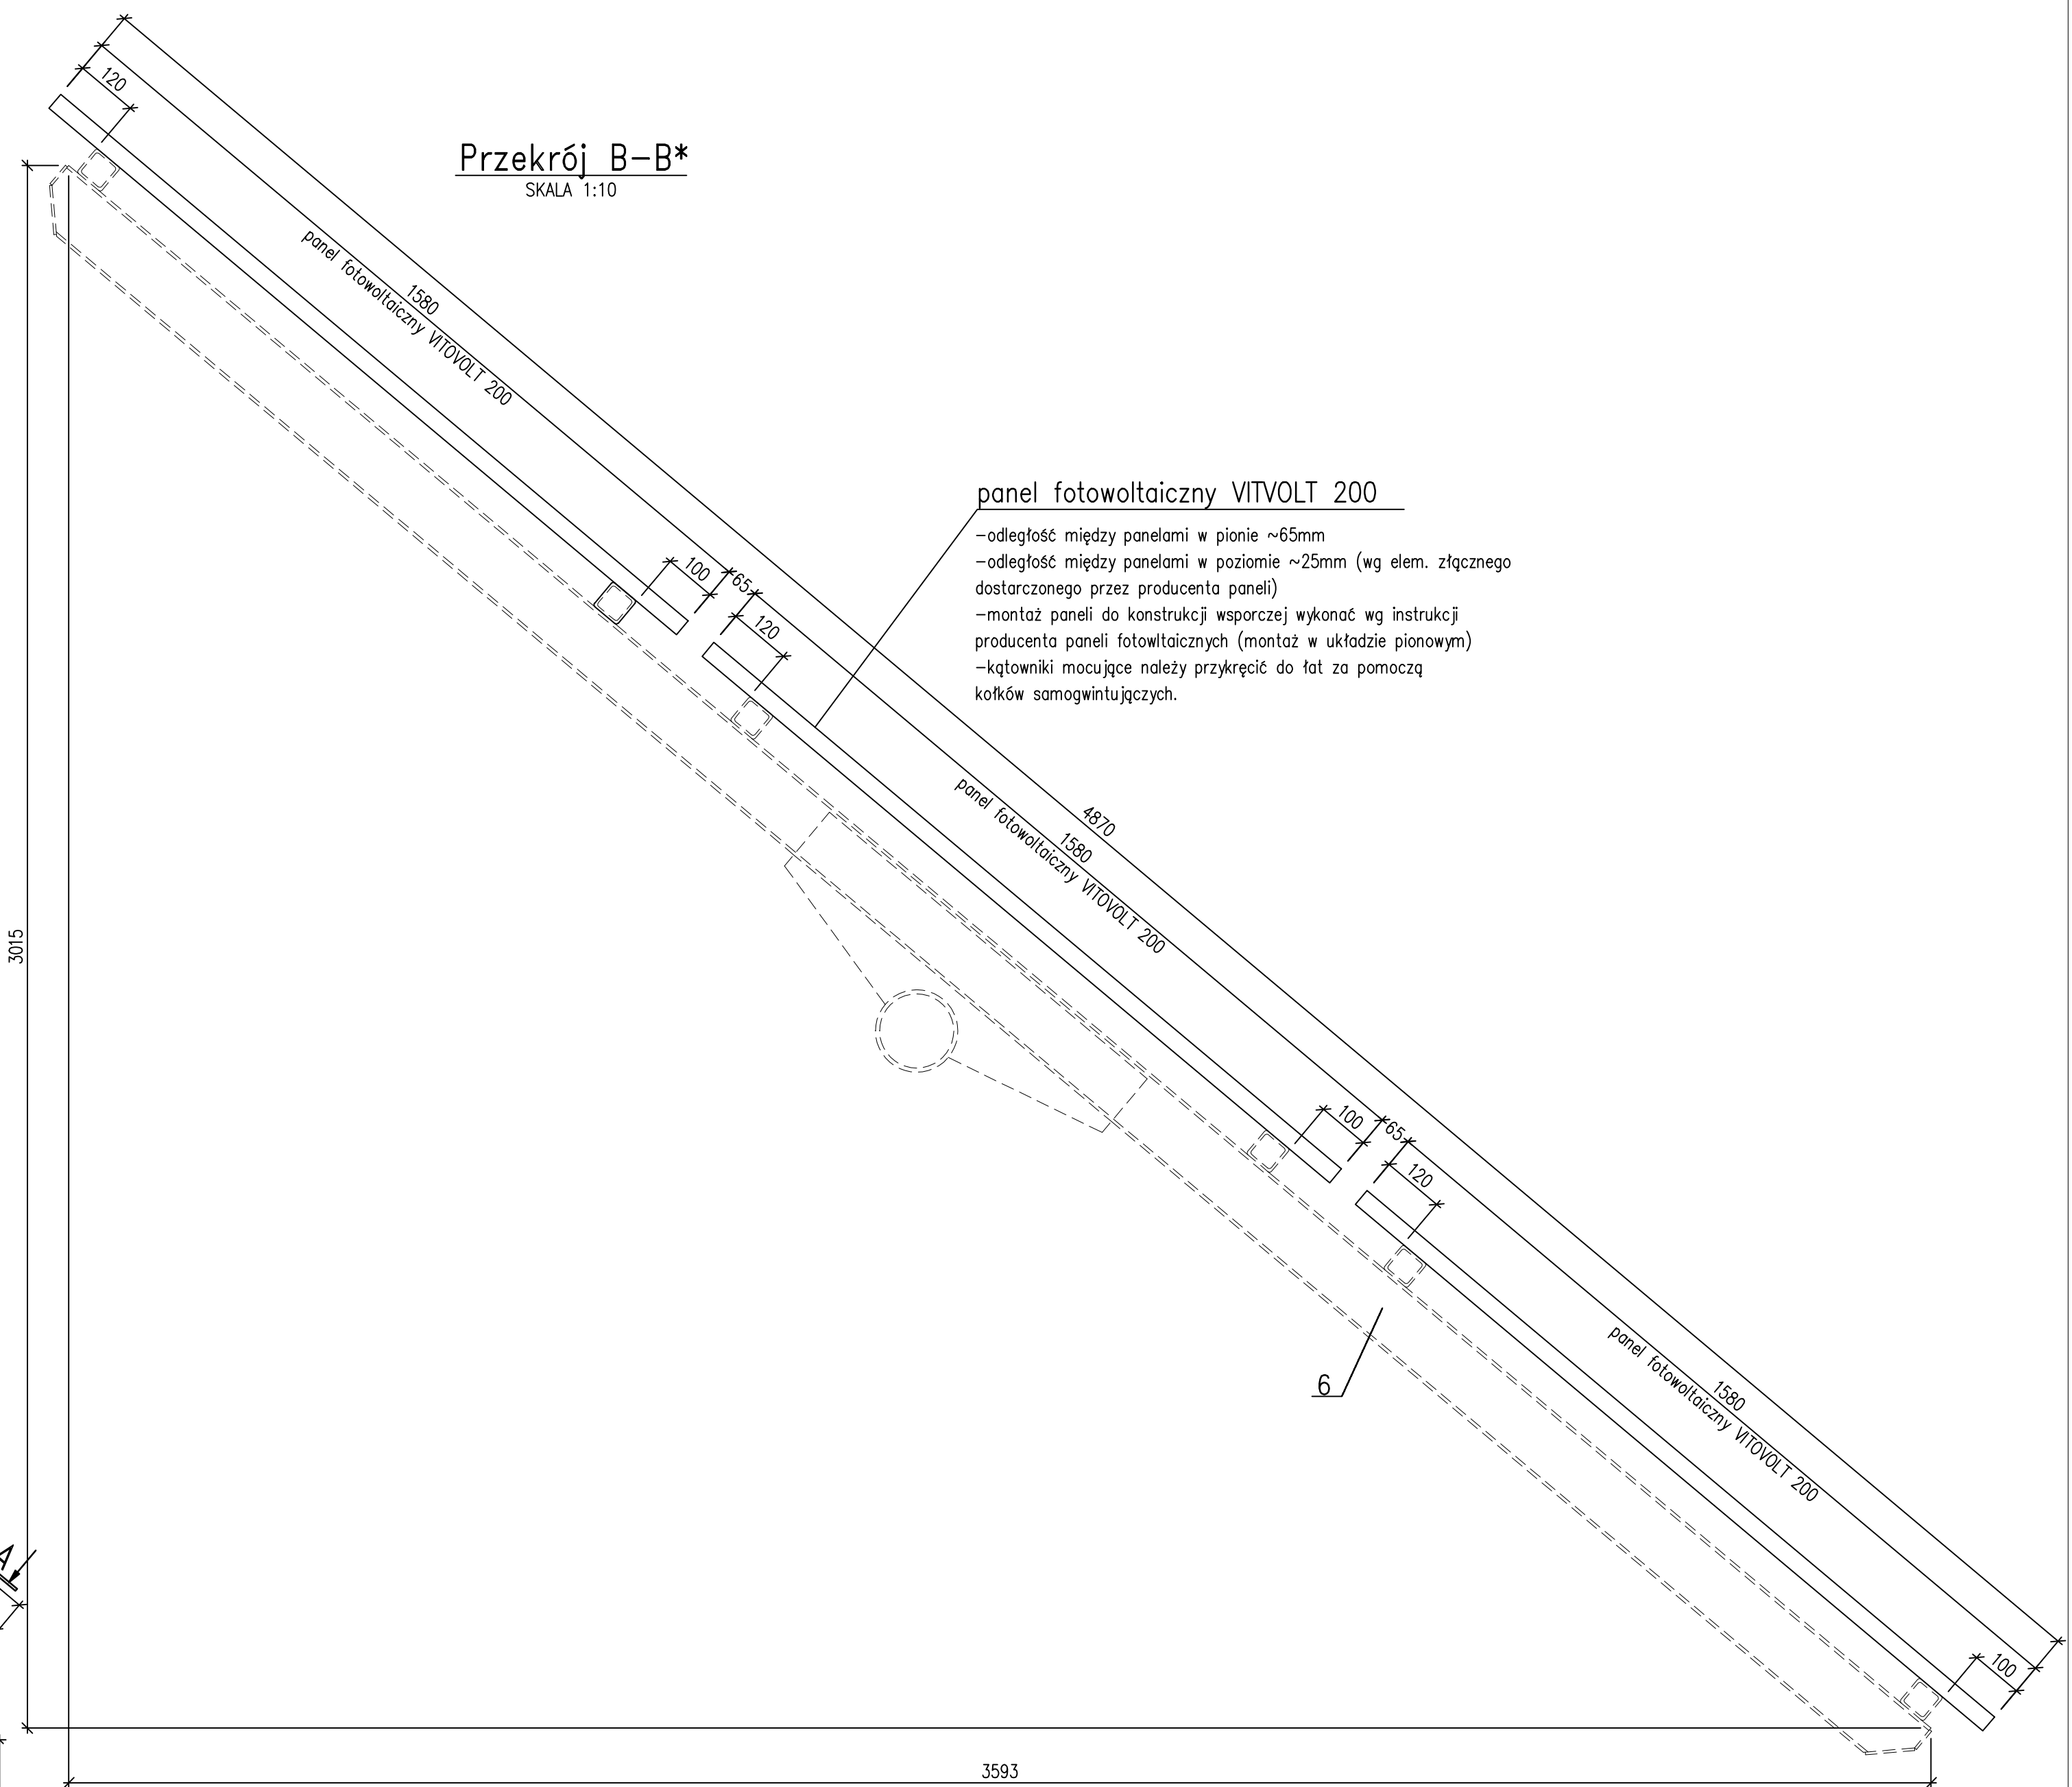 120
Przekrój B-B*
SKALA 1:10
1580
panel fotowoltaiczny VITOVOLT 200
panel fotowoltaiczny VITVOLT 200
-odległość między panelami w pionie ~65mm
-odległość między panelami w poziomie ~25mm (wg elem. złącznego
dostarczonego przez producenta paneli)
-montaż paneli do konstrukcji wsporczej wykonać wg instrukcji
producenta paneli fotowltaicznych (montaż w układzie pionowym)
-kątowniki mocujące należy przykręcić do łat za pomoczą
kołków samogwintujączych.
100
65
120
4870
1580
panel fotowoltaiczny VITOVOLT 200
3015
100
65
120
6
1580
panel fotowoltaiczny VITOVOLT 200
A
100
3593